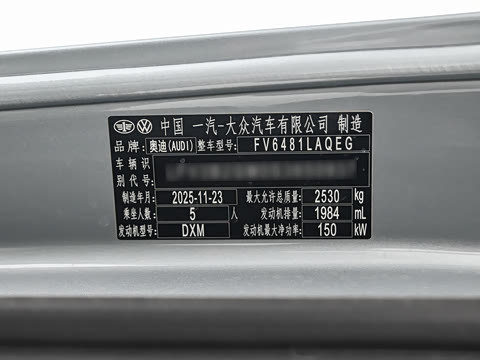 中国 一汽-大众汽车有限公司 制造
品牌: 奥迪(AUDI) 整车型号: FV6481LAQEG
车辆识
别代号:
制造年月: 2025-11-23 最大允许总质量: 2530 kg
乘坐人数: 5 人 发动机排量: 1984 mL
发动机型号: DXM 发动机最大净功率: 150 kW